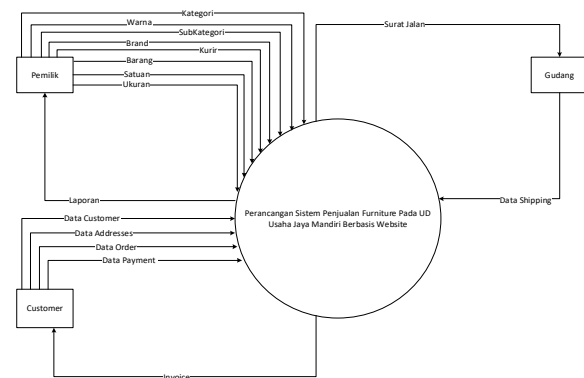 Kategori
Warna
SubKategori
Brand
Kurir
Barang
Satuan
Ukuran
Pemilik
Surat Jalan
Gudang
Laporan
Data Shipping
Perancangan Sistem Penjualan Furniture Pada UD
Usaha Jaya Mandiri Berbasis Website
Data Customer
Data Addresses
Data Order
Data Payment
Customer
Invoice